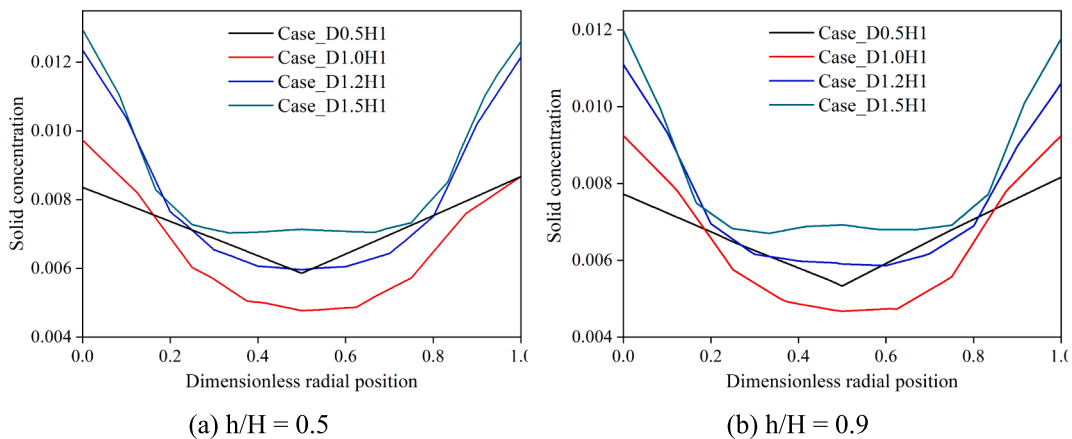 Case_D0.5H1
Case_D1.0H1
Case_D1.2H1
Case_D1.5H1
0.012
0.010
0.008
0.006
0.004
Solid concentration
0.0 0.2 0.4 0.6 0.8 1.0
Dimensionless radial position
(a) h/H = 0.5
Case_D0.5H1
Case_D1.0H1
Case_D1.2H1
Case_D1.5H1
0.012
0.010
0.008
0.006
0.004
Solid concentration
0.0 0.2 0.4 0.6 0.8 1.0
Dimensionless radial position
(b) h/H = 0.9